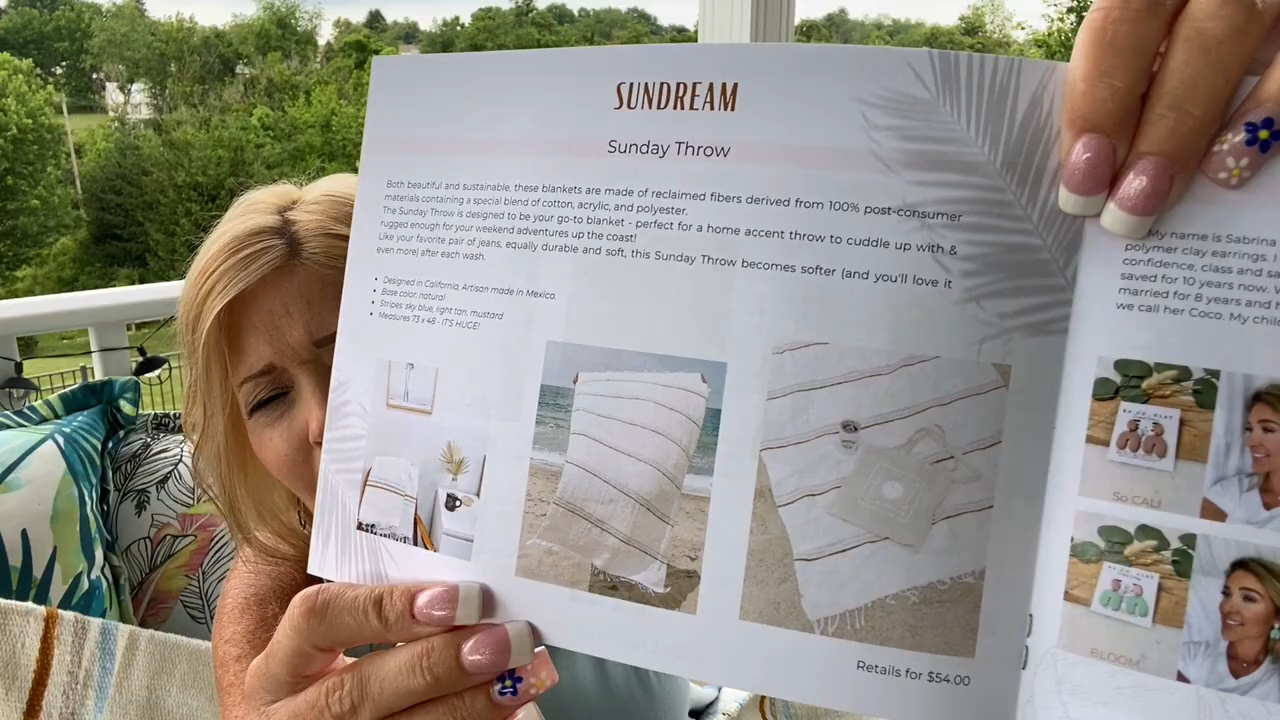 SUNDREAM
Sunday Throw
Both beautiful and sustainable, these blankets are made of reclaimed fibers derived from 100% post-consumer
materials containing a special blend of cotton, acrylic, and polyester.
The Sunday Throw is designed to be your go-to blanket - perfect for a home accent throw to cuddle up with &
rugged enough for your weekend adventures up the coast!
Like your favorite pair of jeans, equally durable and soft, this Sunday Throw becomes softer (and you'll love it
even more) after each wash.
• Designed in California, Artisan made in Mexico.
• Base color: natural
• Stripes: sky blue, light tan, mustard
• Measures 73 x 48 - IT'S HUGE!
Retails for $54.00
My name is Sabrina
polymer clay earrings. I
confidence, class and
saved for 10 years now.
married for 8 years and
we call her Coco. My
So CALI
BLOOM